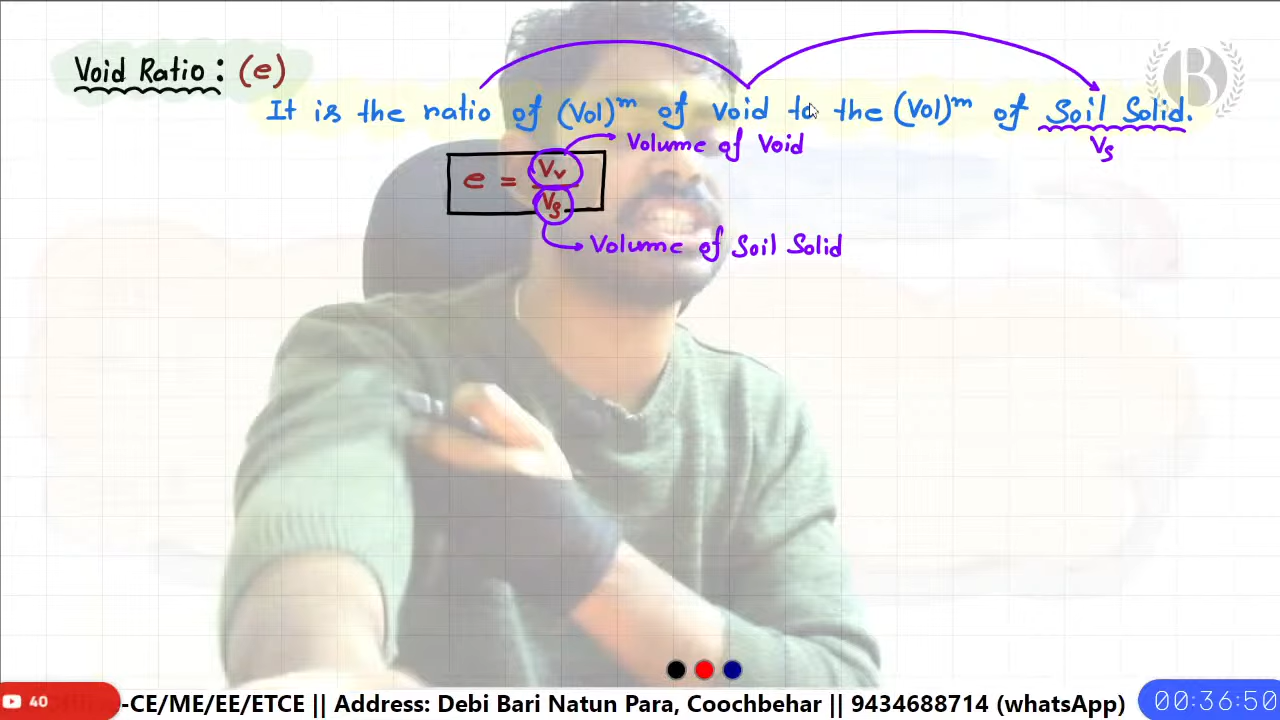 Void Ratio : (e)
It is the ratio of (Vol)ᵐ of void to the (Vol)ᵐ of Soil Solid.
Vs
Volume of Void
e = Vv / Vs
Volume of Soil Solid
B
40
-CE/ME/EE/ETCE || Address: Debi Bari Natun Para, Coochbehar || 9434688714 (whatsApp)
00:36:50